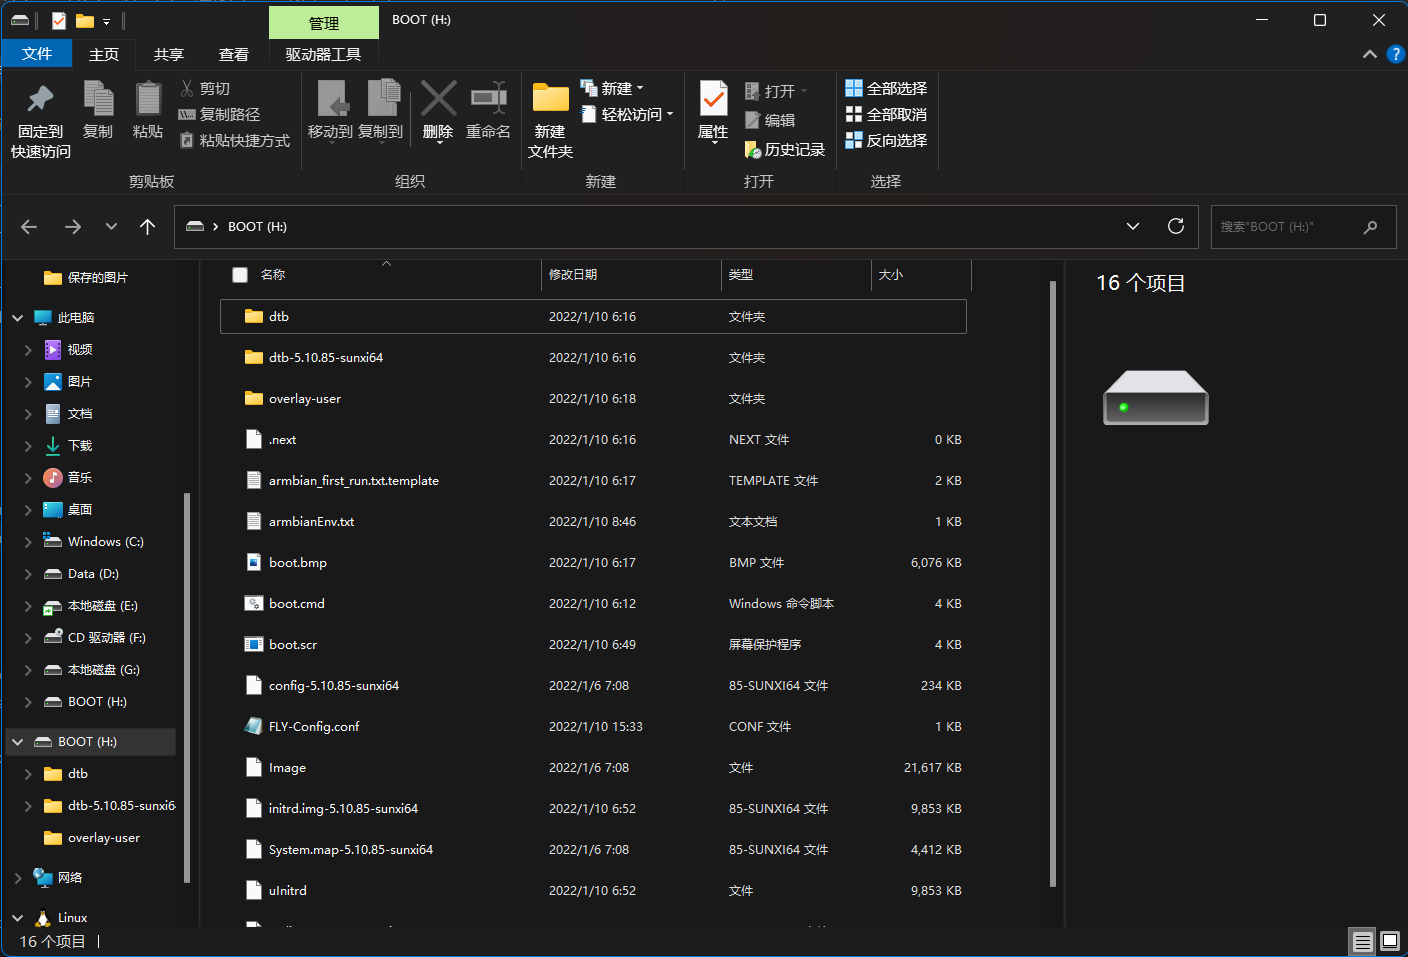 管理
BOOT (H:)
文件
主页
共享
查看
驱动器工具
固定到
快速访问
复制
粘贴
剪切
复制路径
粘贴快捷方式
剪贴板
移动到
复制到
删除
重命名
组织
新建
文件夹
新建
轻松访问
新建
属性
打开
编辑
历史记录
打开
全部选择
全部取消
反向选择
选择
BOOT (H:)
搜索"BOOT (H:)"
保存的图片
此电脑
视频
图片
文档
下载
音乐
桌面
Windows (C:)
Data (D:)
本地磁盘 (E:)
CD 驱动器 (F:)
本地磁盘 (G:)
BOOT (H:)
BOOT (H:)
dtb
dtb-5.10.85-sunxi6
overlay-user
网络
Linux
名称 修改日期 类型 大小
dtb 2022/1/10 6:16 文件夹
dtb-5.10.85-sunxi64 2022/1/10 6:16 文件夹
overlay-user 2022/1/10 6:18 文件夹
.next 2022/1/10 6:16 NEXT 文件 0 KB
armbian_first_run.txt.template 2022/1/10 6:17 TEMPLATE 文件 2 KB
armbianEnv.txt 2022/1/10 8:46 文本文档 1 KB
boot.bmp 2022/1/10 6:17 BMP 文件 6,076 KB
boot.cmd 2022/1/10 6:12 Windows 命令脚本 4 KB
boot.scr 2022/1/10 6:49 屏幕保护程序 4 KB
config-5.10.85-sunxi64 2022/1/6 7:08 85-SUNXI64 文件 234 KB
FLY-Config.conf 2022/1/10 15:33 CONF 文件 1 KB
Image 2022/1/6 7:08 文件 21,617 KB
initrd.img-5.10.85-sunxi64 2022/1/10 6:52 85-SUNXI64 文件 9,853 KB
System.map-5.10.85-sunxi64 2022/1/6 7:08 85-SUNXI64 文件 4,412 KB
uInitrd 2022/1/10 6:52 文件 9,853 KB
16 个项目
16 个项目